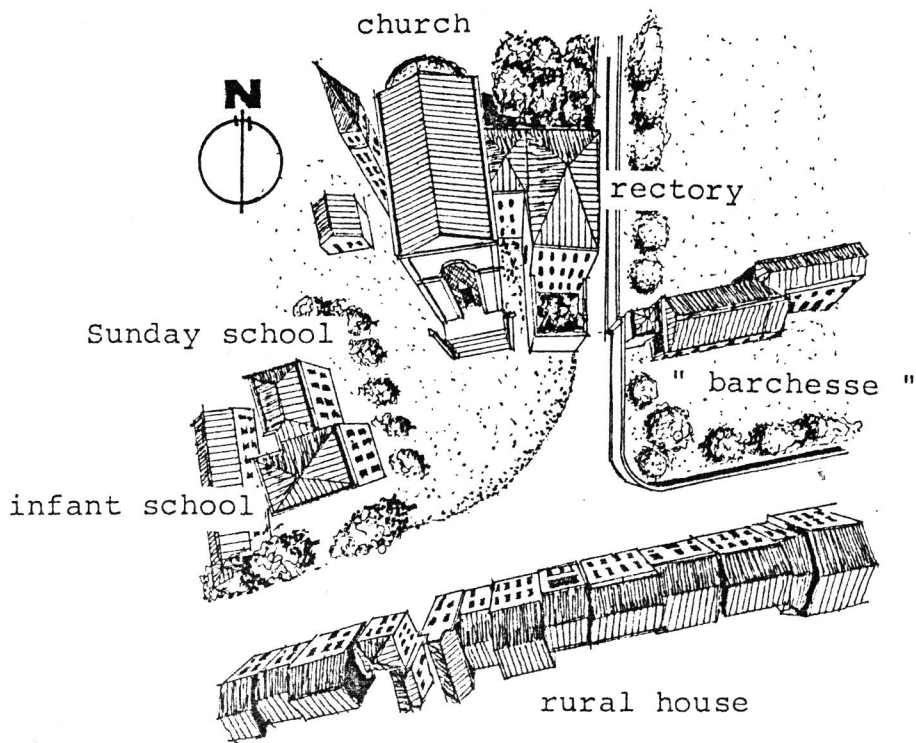 church
N
rectory
Sunday school
" barchesse "
infant school
rural house